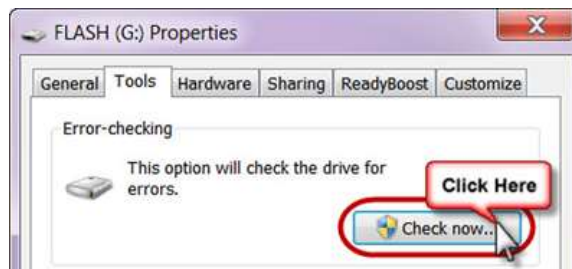 FLASH (G:) Properties
General Tools Hardware Sharing ReadyBoost Customize
Error-checking
This option will check the drive for
errors.
Click Here
Check now..